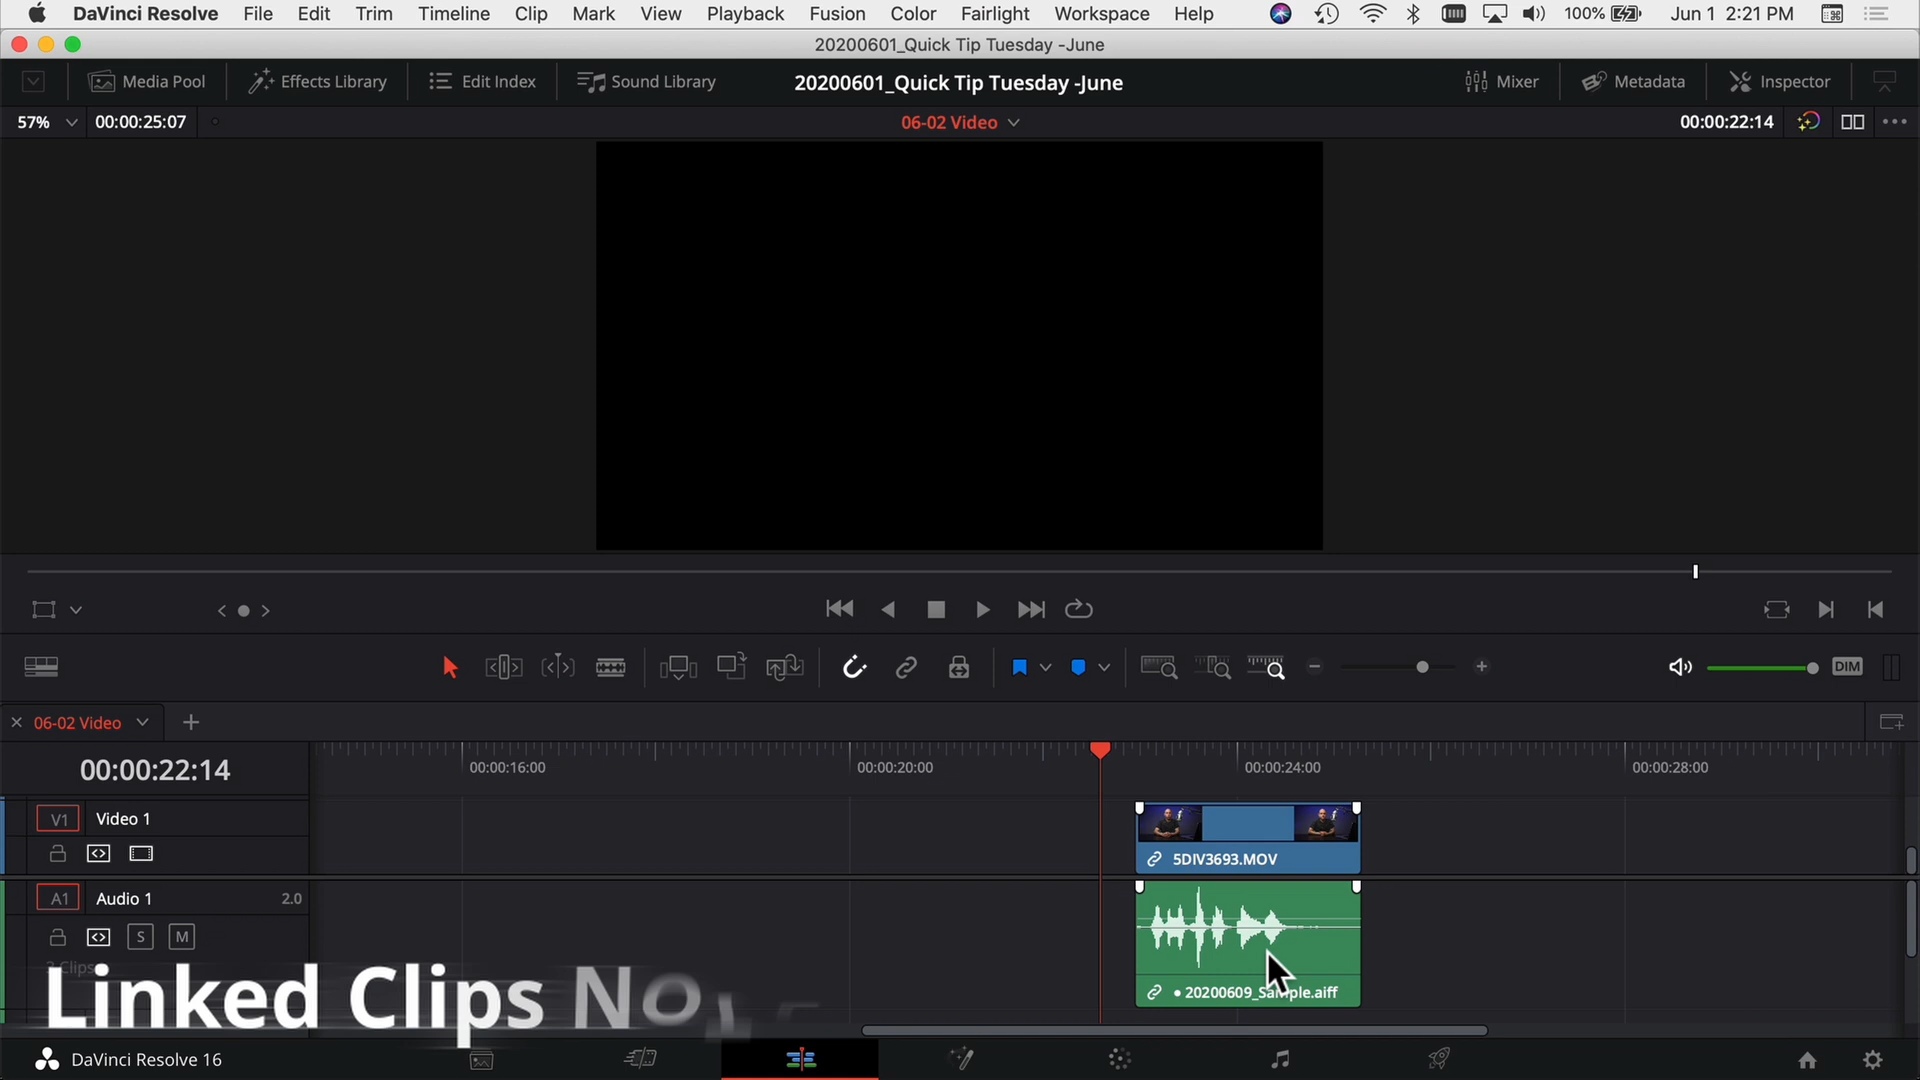 DaVinci Resolve File Edit Trim Timeline Clip Mark View Playback Fusion Color Fairlight Workspace Help 100% Jun 1 2:21 PM
20200601_Quick Tip Tuesday -June
Media Pool Effects Library Edit Index Sound Library 20200601_Quick Tip Tuesday -June Mixer Metadata Inspector
57% 00:00:25:07 06-02 Video 00:00:22:14
DIM
06-02 Video
00:00:22:14 00:00:16:00 00:00:20:00 00:00:24:00 00:00:28:00
V1 Video 1
5DIV3693.MOV
A1 Audio 1 2.0
S M
Clips
Linked Clips No
20200609_Sample.aiff
DaVinci Resolve 16